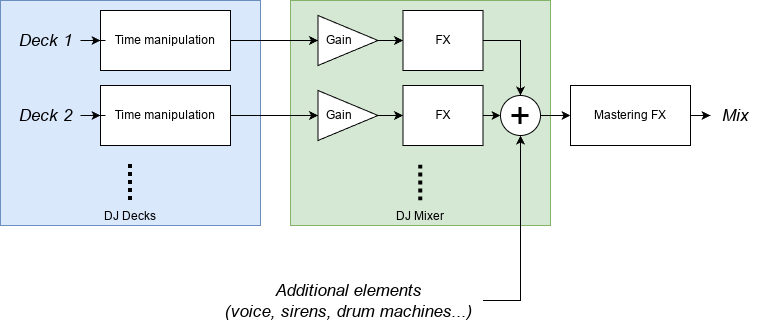 Deck 1
Time manipulation
Gain
FX
Deck 2
Time manipulation
Gain
FX
+
Mastering FX
Mix
DJ Decks
DJ Mixer
Additional elements
(voice, sirens, drum machines...)